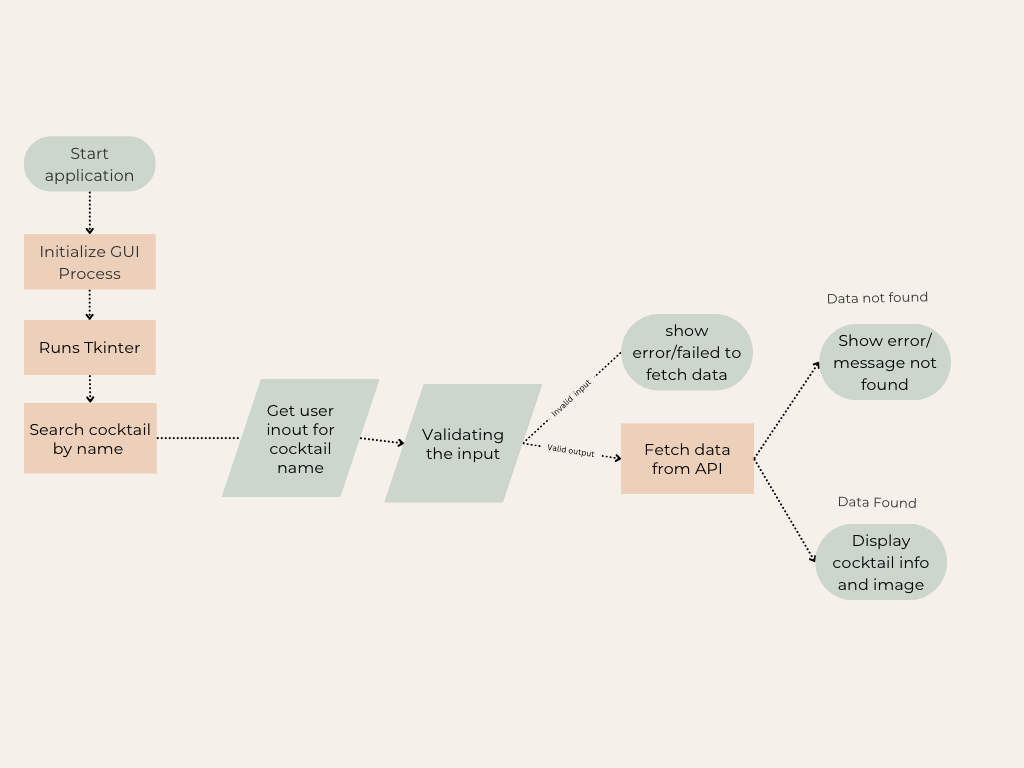 Start
application
Initialize GUI
Process
Runs Tkinter
Search cocktail
by name
Get user
inout for
cocktail
name
Validating
the input
Invalid input
Valid output
show
error/failed to
fetch data
Fetch data
from API
Data not found
Show error/
message not
found
Data Found
Display
cocktail info
and image